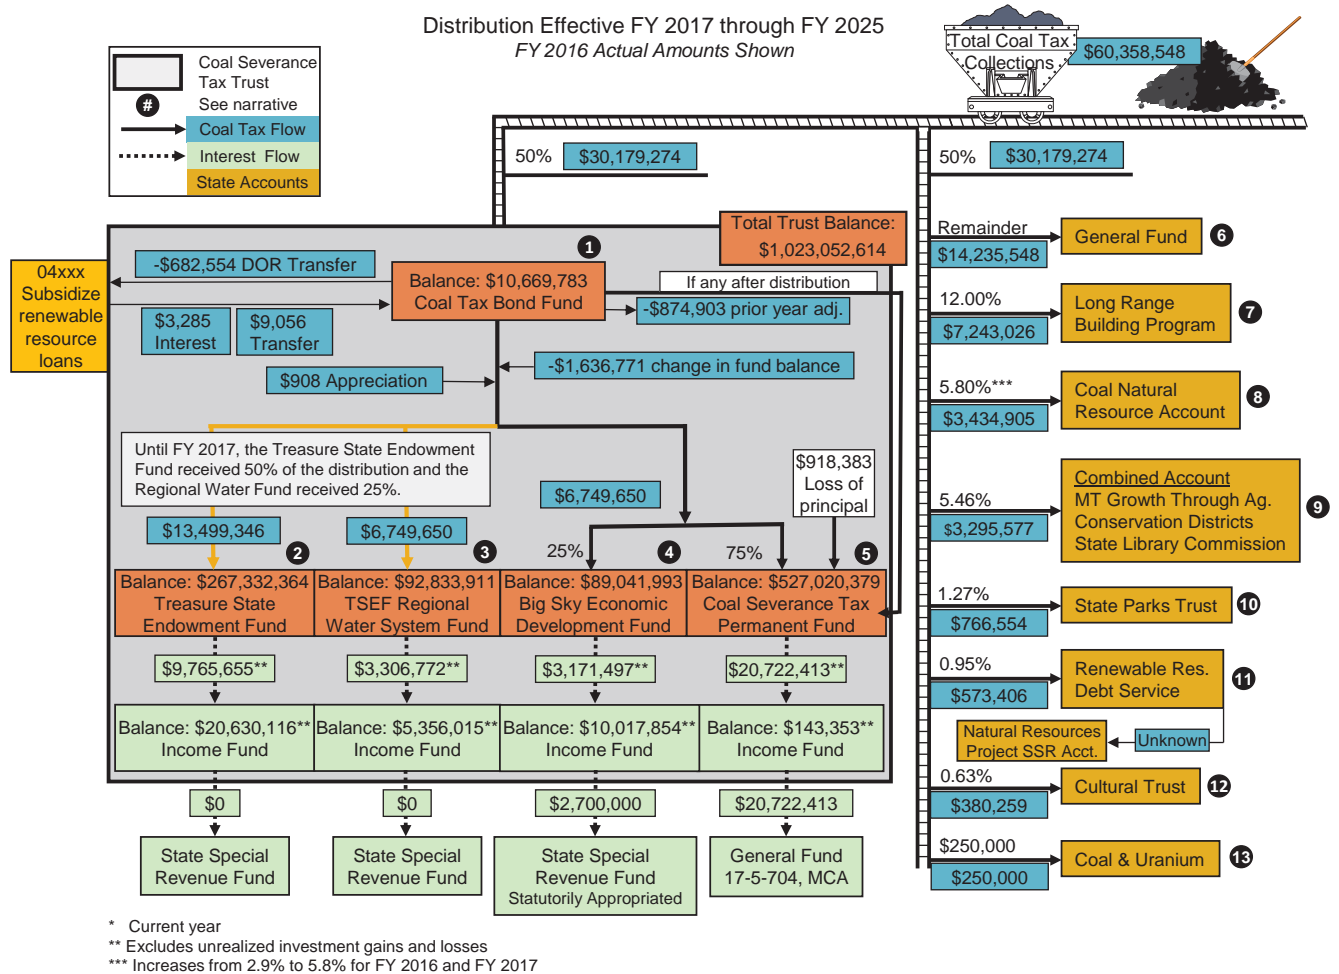 Distribution Effective FY 2017 through FY 2025
FY 2016 Actual Amounts Shown
Total Coal Tax
Collections
$60,358,548
Coal Severance
Tax Trust
# See narrative
Coal Tax Flow
Interest Flow
State Accounts
50% $30,179,274
50% $30,179,274
Total Trust Balance:
$1,023,052,614
1
-$682,554 DOR Transfer
04xxx
Subsidize
renewable
resource
loans
Balance: $10,669,783
Coal Tax Bond Fund
If any after distribution
-$874,903 prior year adj.
$3,285
Interest
$9,056
Transfer
-$1,636,771 change in fund balance
$908 Appreciation
Until FY 2017, the Treasure State Endowment
Fund received 50% of the distribution and the
Regional Water Fund received 25%.
$918,383
Loss of
principal
$13,499,346
$6,749,650
$6,749,650
25%
75%
2
3
4
5
Balance: $267,332,364
Treasure State
Endowment Fund
Balance: $92,833,911
TSEF Regional
Water System Fund
Balance: $89,041,993
Big Sky Economic
Development Fund
Balance: $527,020,379
Coal Severance Tax
Permanent Fund
$9,765,655**
$3,306,772**
$3,171,497**
$20,722,413**
Balance: $20,630,116**
Income Fund
Balance: $5,356,015**
Income Fund
Balance: $10,017,854**
Income Fund
Balance: $143,353**
Income Fund
$0
$0
$2,700,000
$20,722,413
State Special
Revenue Fund
State Special
Revenue Fund
State Special
Revenue Fund
Statutorily Appropriated
General Fund
17-5-704, MCA
Remainder
$14,235,548
General Fund
6
12.00%
$7,243,026
Long Range
Building Program
7
5.80%***
$3,434,905
Coal Natural
Resource Account
8
5.46%
$3,295,577
Combined Account
MT Growth Through Ag.
Conservation Districts
State Library Commission
9
1.27%
$766,554
State Parks Trust
10
0.95%
$573,406
Renewable Res.
Debt Service
11
Natural Resources
Project SSR Acct.
Unknown
0.63%
$380,259
Cultural Trust
12
$250,000
$250,000
Coal & Uranium
13
* Current year
** Excludes unrealized investment gains and losses
*** Increases from 2.9% to 5.8% for FY 2016 and FY 2017